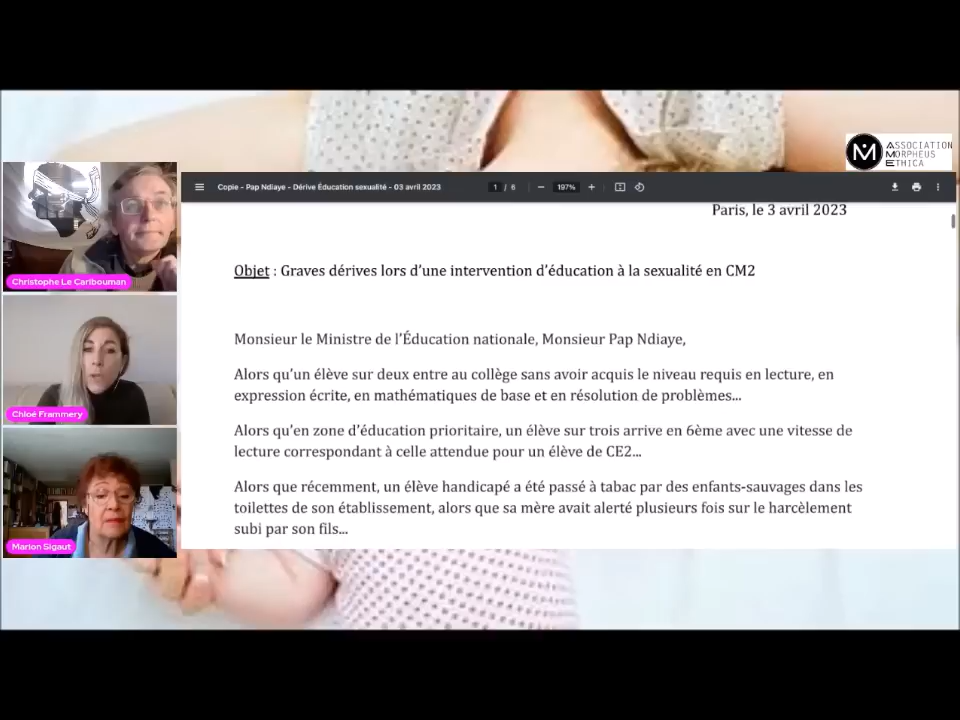 ASSOCIATION
MORPHEUS
ETHICA
Copie - Pap Ndiaye - Dérive Éducation sexualité - 03 avril 2023
1 / 6
197%
Paris, le 3 avril 2023
Objet : Graves dérives lors d'une intervention d'éducation à la sexualité en CM2
Monsieur le Ministre de l'Éducation nationale, Monsieur Pap Ndiaye,
Alors qu'un élève sur deux entre au collège sans avoir acquis le niveau requis en lecture, en
expression écrite, en mathématiques de base et en résolution de problèmes...
Alors qu'en zone d'éducation prioritaire, un élève sur trois arrive en 6ème avec une vitesse de
lecture correspondant à celle attendue pour un élève de CE2...
Alors que récemment, un élève handicapé a été passé à tabac par des enfants-sauvages dans les
toilettes de son établissement, alors que sa mère avait alerté plusieurs fois sur le harcèlement
subi par son fils...
Christophe Le Caribouman
Chloé Frammery
Marion Sigaut